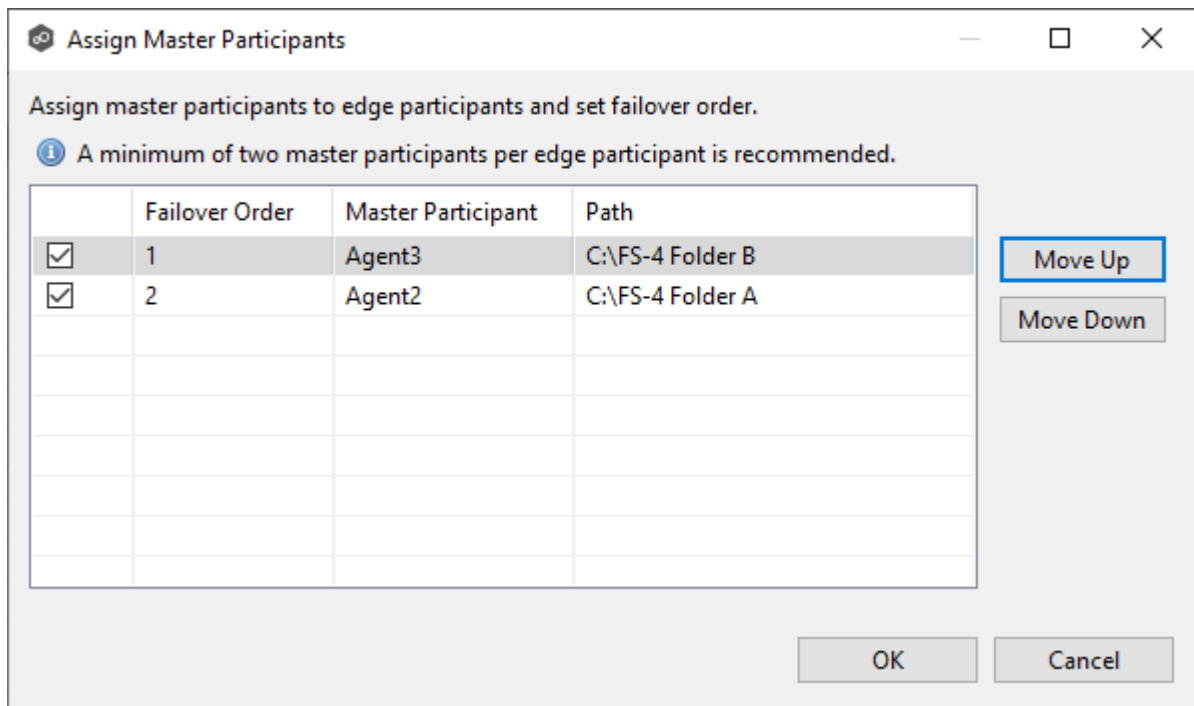 Assign Master Participants
Assign master participants to edge participants and set failover order.
A minimum of two master participants per edge participant is recommended.
Failover Order Master Participant Path
1 Agent3 C:\FS-4 Folder B
2 Agent2 C:\FS-4 Folder A
Move Up
Move Down
OK Cancel